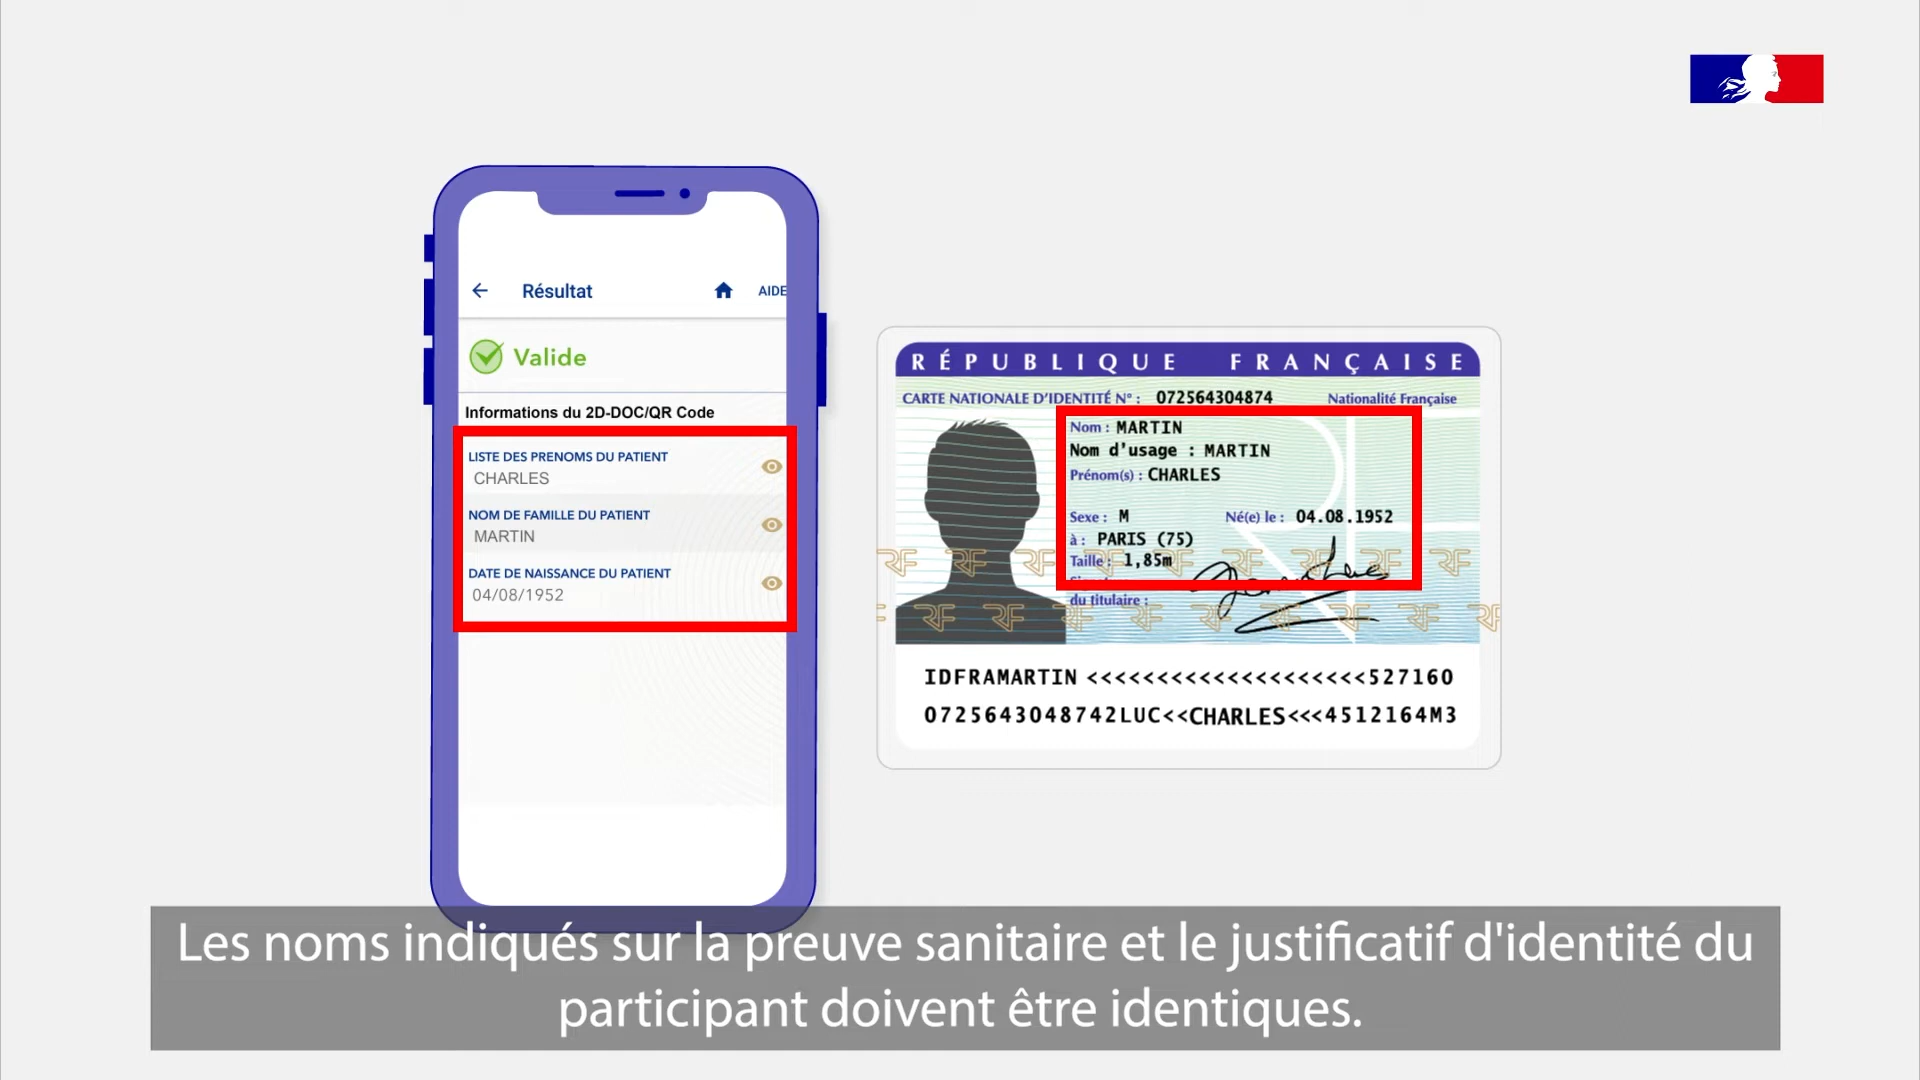 Résultat
AIDE
Valide
Informations du 2D-DOC/QR Code
LISTE DES PRENOMS DU PATIENT
CHARLES
NOM DE FAMILLE DU PATIENT
MARTIN
DATE DE NAISSANCE DU PATIENT
04/08/1952
RÉPUBLIQUE FRANÇAISE
CARTE NATIONALE D'IDENTITÉ N° : 072564304874 Nationalité Française
Nom : MARTIN
Nom d'usage : MARTIN
Prénom(s) : CHARLES
Sexe : M Né(e) le : 04.08.1952
à : PARIS (75)
Taille : 1,85m
du titulaire :
IDFRAMARTIN <<<<<<<<<<<<<<<<<<<<527160
0725643048742LUC<<CHARLES<<<4512164M3
Les noms indiqués sur la preuve sanitaire et le justificatif d'identité du
participant doivent être identiques.